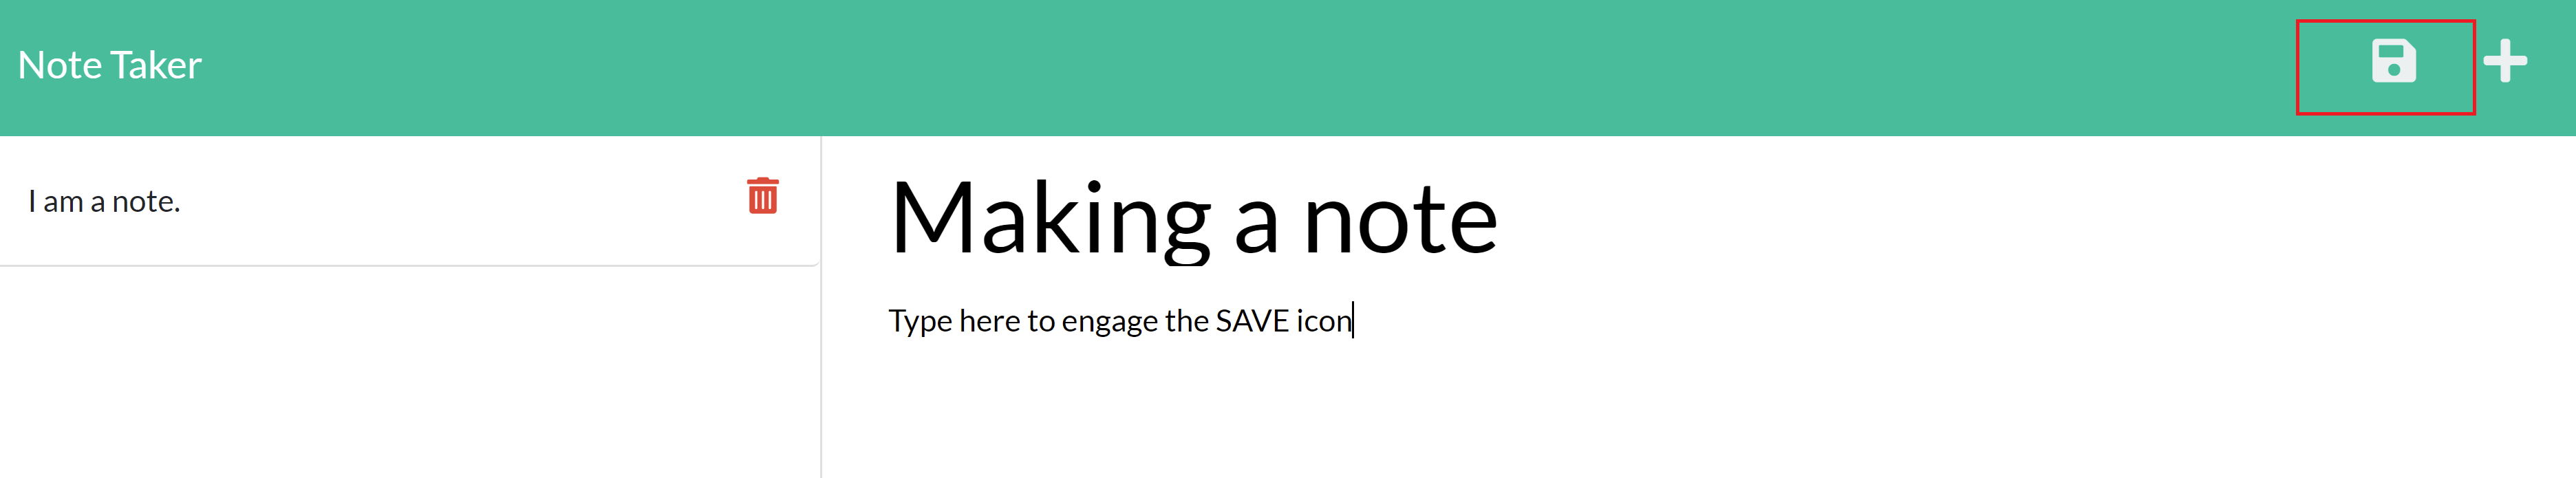 Note Taker
I am a note.
Making a note
Type here to engage the SAVE icon